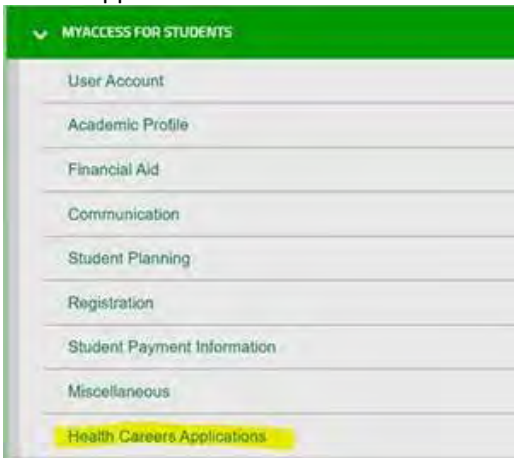 MYACCESS FOR STUDENTS
User Account
Academic Profile
Financial Aid
Communication
Student Planning
Registration
Student Payment Information
Miscellaneous
Health Careers Applications